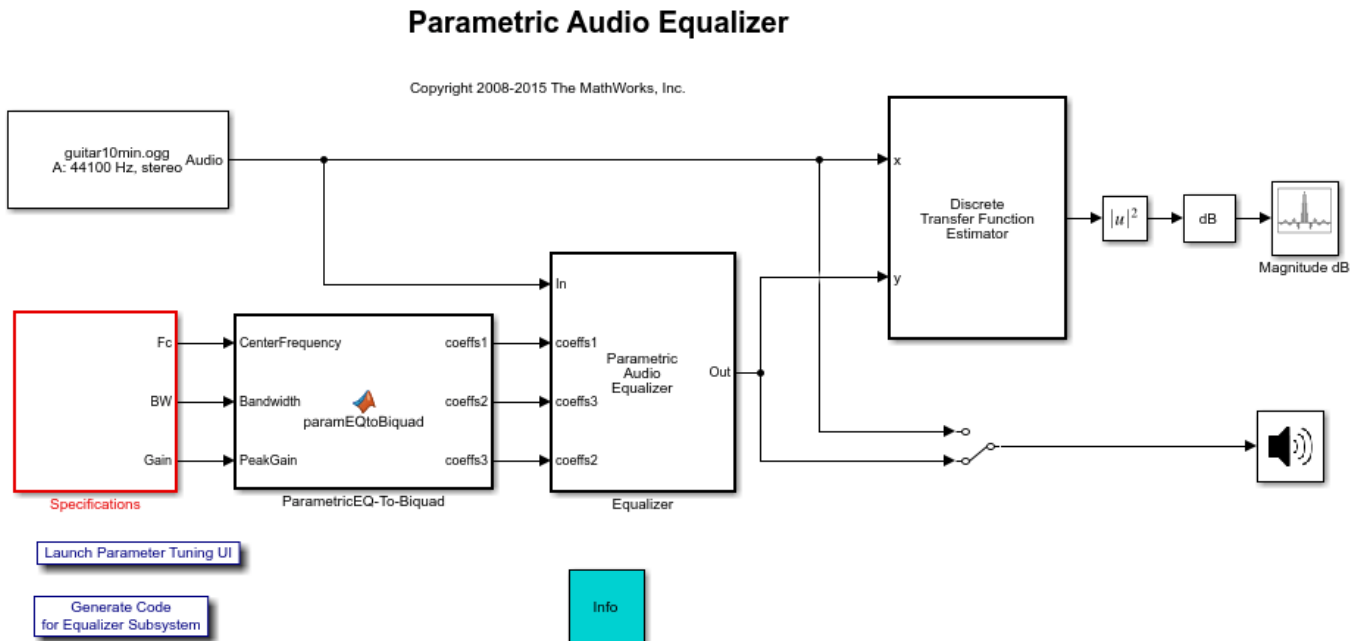 Parametric Audio Equalizer
Copyright 2008-2015 The MathWorks, Inc.
guitar10min.ogg
A: 44100 Hz, stereo
Audio
x
y
Discrete
Transfer Function
Estimator
|u|²
dB
Magnitude dB
In
coeffs1
coeffs3
coeffs2
Parametric
Audio
Equalizer
Out
Equalizer
Fc
BW
Gain
Specifications
CenterFrequency
Bandwidth
PeakGain
paramEQtoBiquad
coeffs1
coeffs2
coeffs3
ParametricEQ-To-Biquad
Launch Parameter Tuning UI
Generate Code
for Equalizer Subsystem
Info